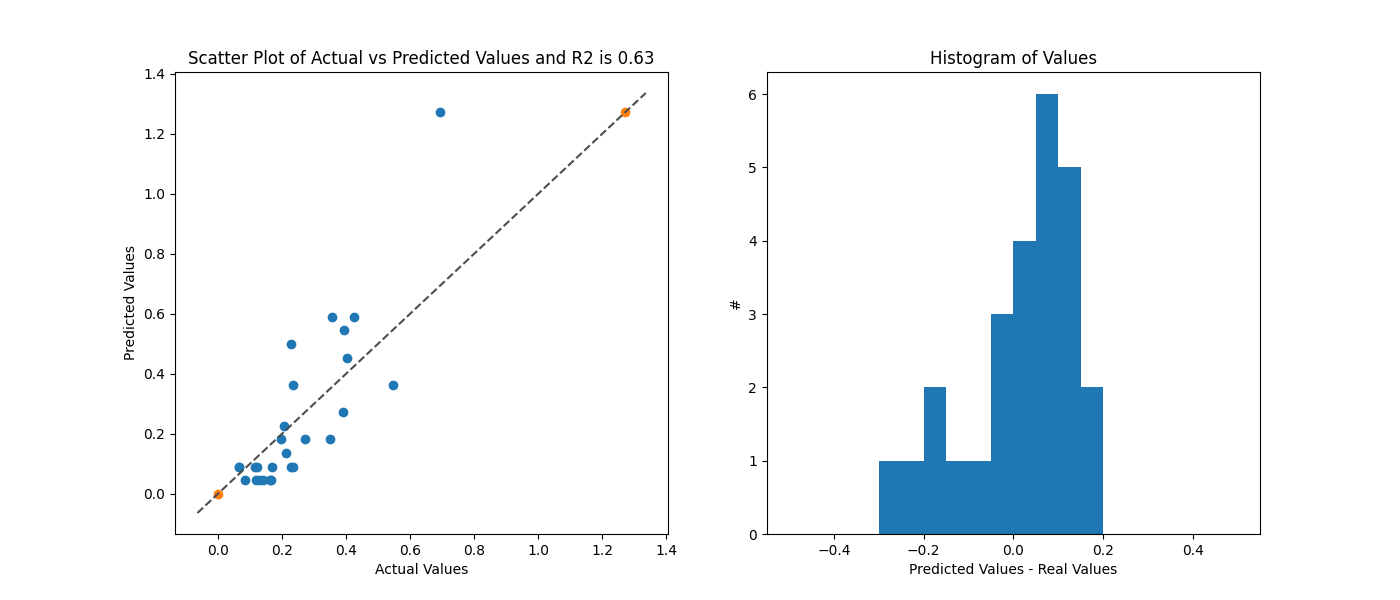 Scatter Plot of Actual vs Predicted Values and R2 is 0.63
1.4
1.2
1.0
0.8
0.6
0.4
0.2
0.0
Predicted Values
0.0 0.2 0.4 0.6 0.8 1.0 1.2 1.4
Actual Values
Histogram of Values
6
5
4
3
2
1
0
#
−0.4 −0.2 0.0 0.2 0.4
Predicted Values - Real Values